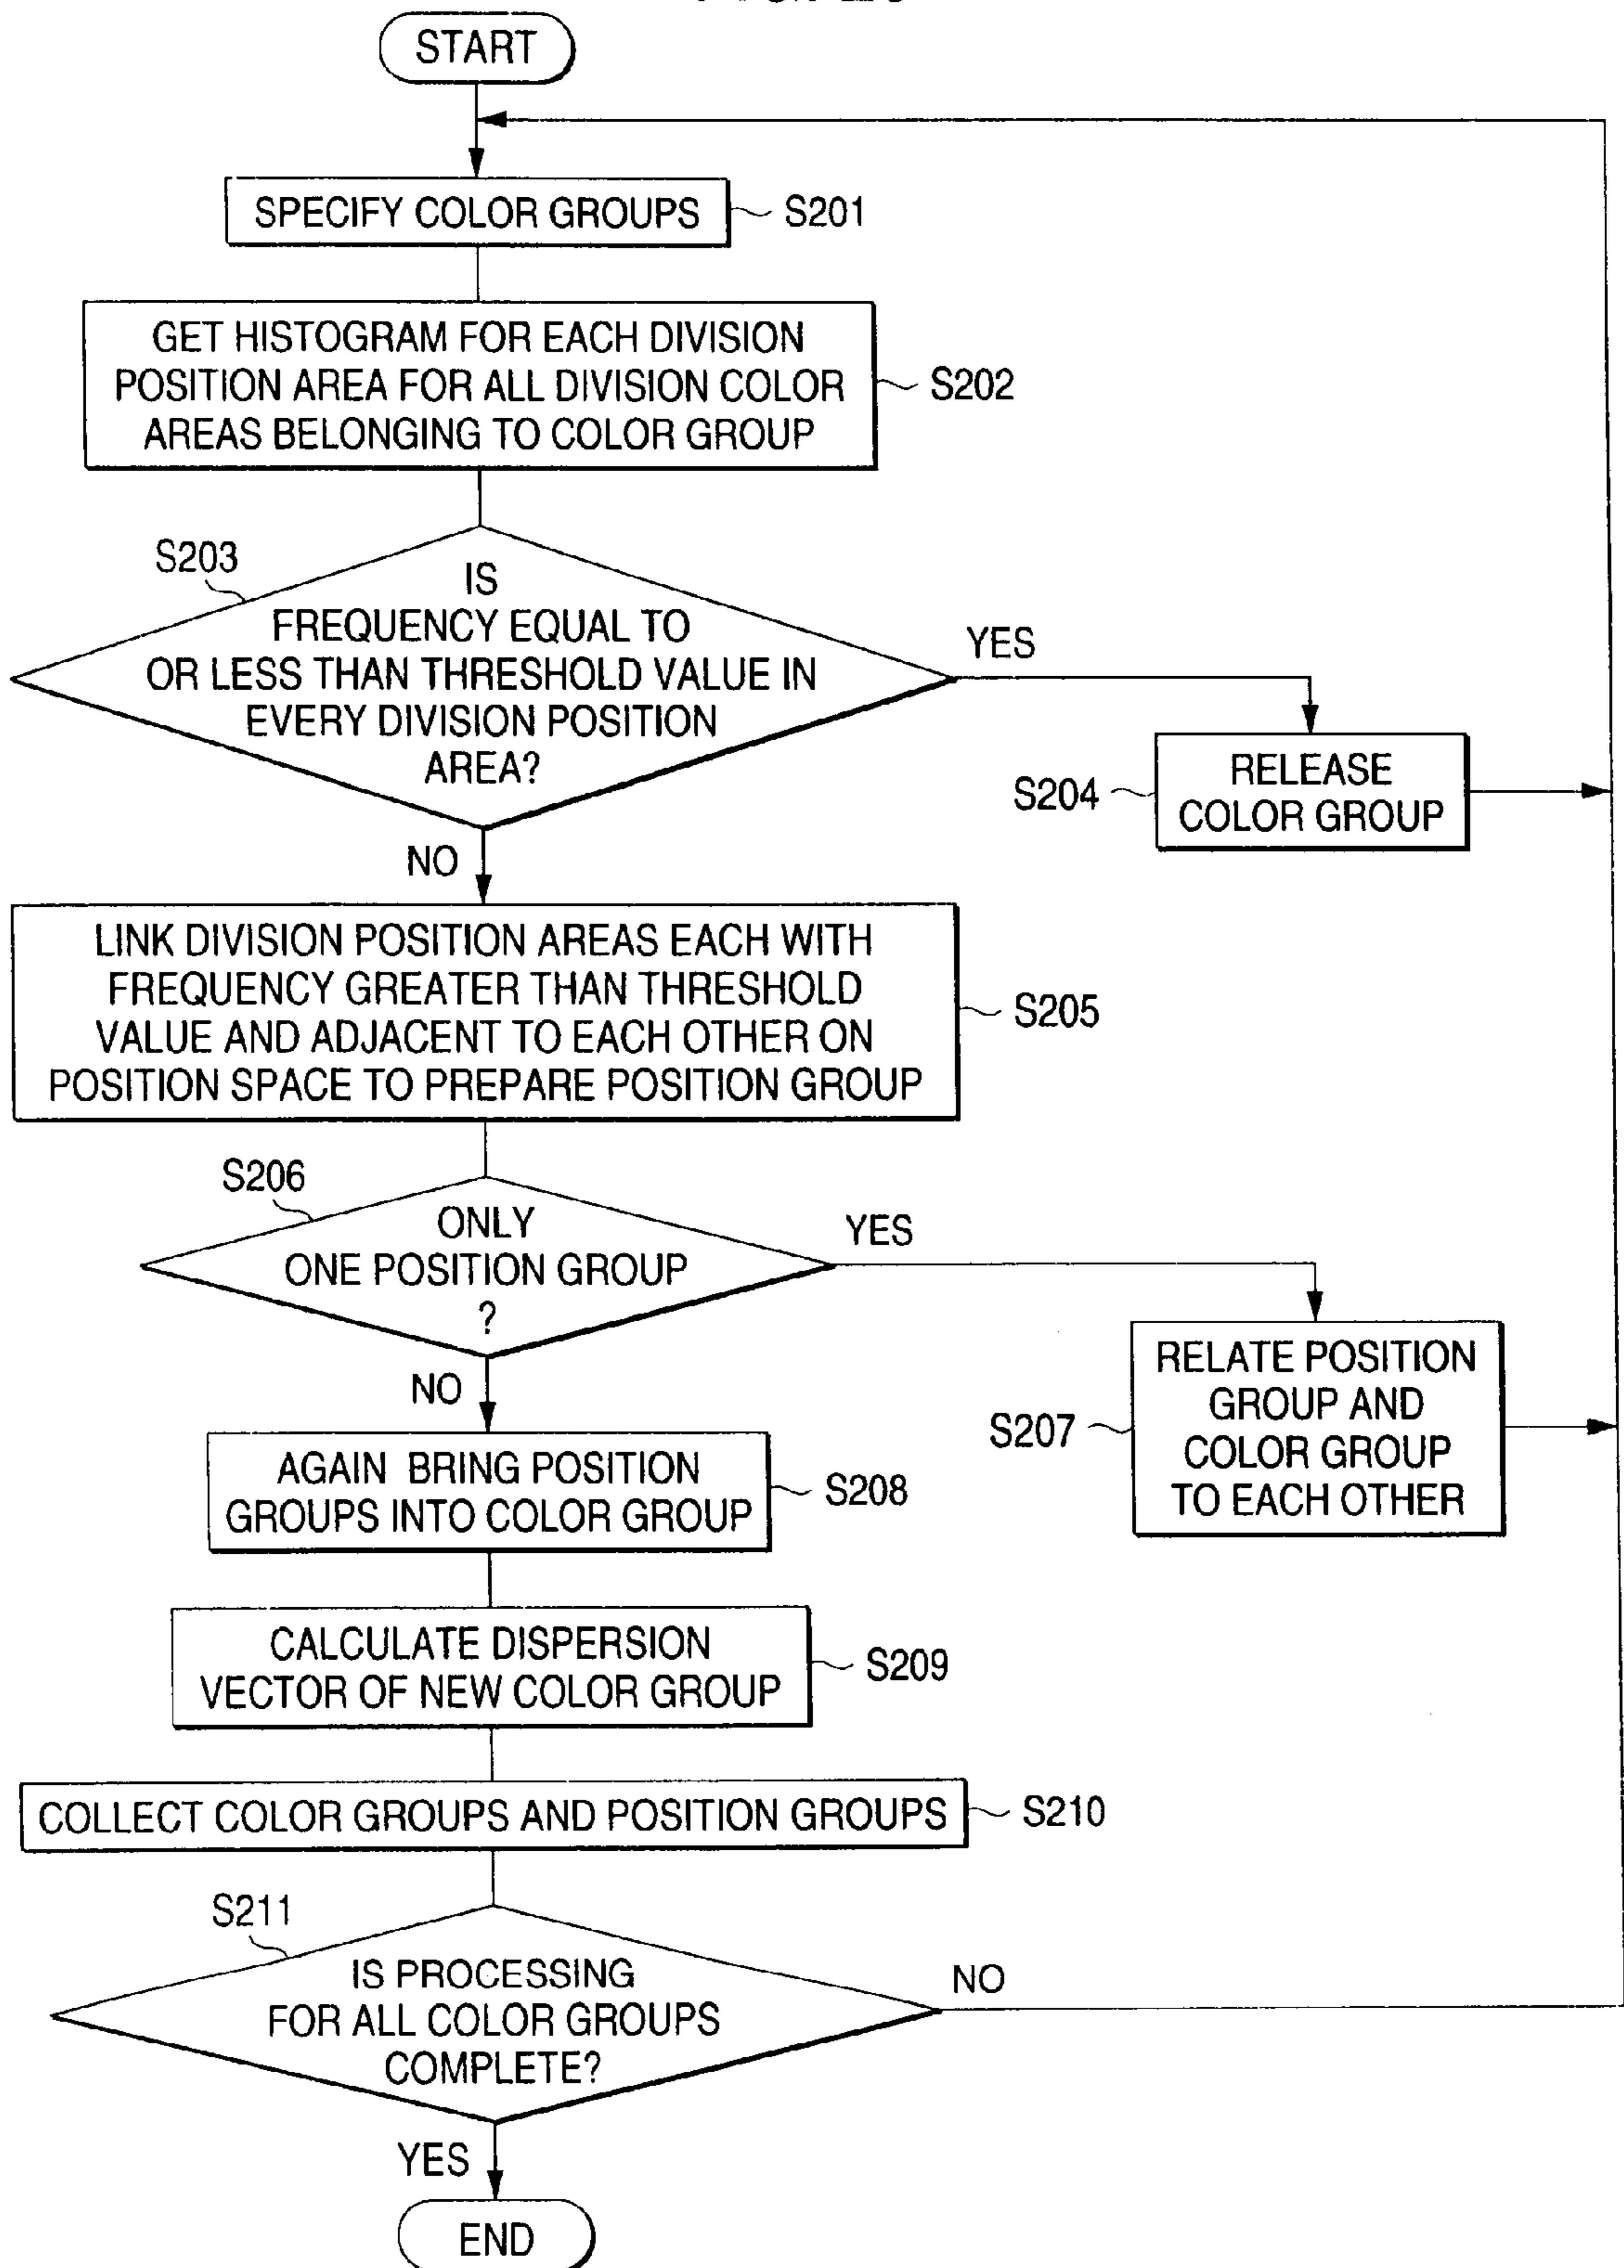 START
SPECIFY COLOR GROUPS
S201
GET HISTOGRAM FOR EACH DIVISION
POSITION AREA FOR ALL DIVISION COLOR
AREAS BELONGING TO COLOR GROUP
S202
S203
IS
FREQUENCY EQUAL TO
OR LESS THAN THRESHOLD VALUE IN
EVERY DIVISION POSITION
AREA?
YES
S204
RELEASE
COLOR GROUP
NO
LINK DIVISION POSITION AREAS EACH WITH
FREQUENCY GREATER THAN THRESHOLD
VALUE AND ADJACENT TO EACH OTHER ON
POSITION SPACE TO PREPARE POSITION GROUP
S205
S206
ONLY
ONE POSITION GROUP
?
YES
S207
RELATE POSITION
GROUP AND
COLOR GROUP
TO EACH OTHER
NO
AGAIN BRING POSITION
GROUPS INTO COLOR GROUP
S208
CALCULATE DISPERSION
VECTOR OF NEW COLOR GROUP
S209
COLLECT COLOR GROUPS AND POSITION GROUPS
S210
S211
IS PROCESSING
FOR ALL COLOR GROUPS
COMPLETE?
NO
YES
END